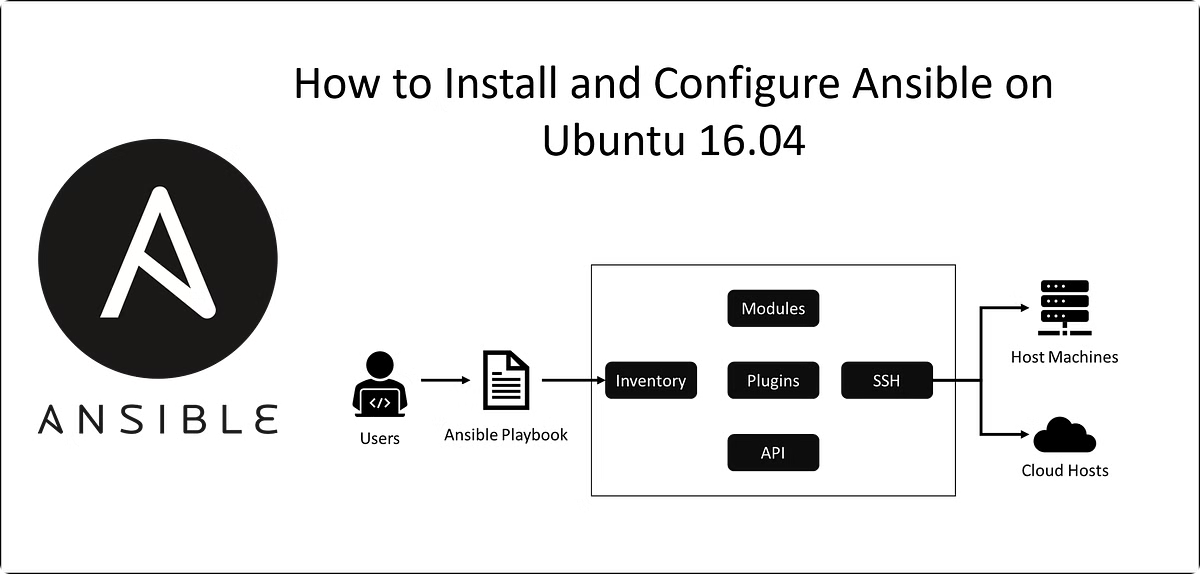 How to Install and Configure Ansible on
Ubuntu 16.04
ANSIBLE
Users
</>
Ansible Playbook
Inventory
Modules
Plugins
API
SSH
Host Machines
Cloud Hosts